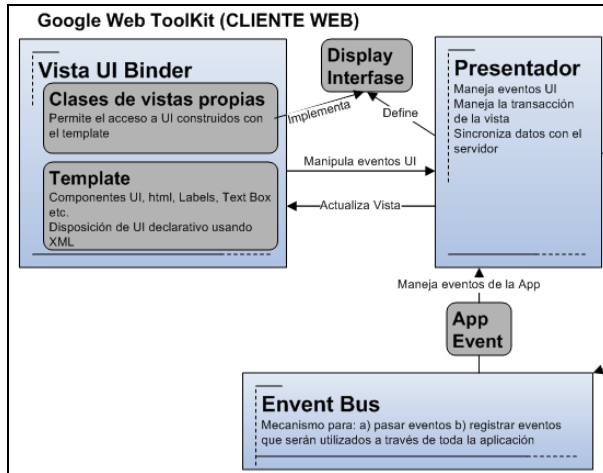 Google Web ToolKit (CLIENTE WEB)
Vista UI Binder
Clases de vistas propias
Permite el acceso a UI construidos con
el template
Template
Componentes UI, html, Labels, Text Box
etc.
Disposición de UI declarativo usando
XML
Display
Interfase
Implementa
Define
Presentador
Maneja eventos UI
Maneja la transacción
de la vista
Sincroniza datos con el
servidor
Manipula eventos UI
Actualiza Vista
Maneja eventos de la App
App
Event
Envent Bus
Mecanismo para: a) pasar eventos b) registrar eventos
que serán utilizados a través de toda la aplicación